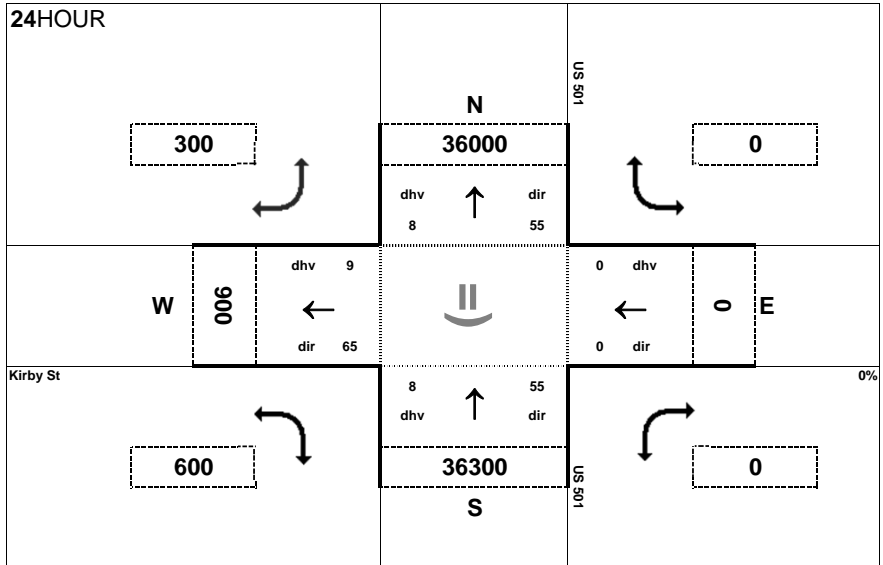 24HOUR
US 501
N
300
36000
0
dhv
dir
8
55
dhv 9
0 dhv
W
900
0
E
dir 65
0 dir
Kirby St
0%
8
55
dhv
dir
600
36300
0
US 501
S